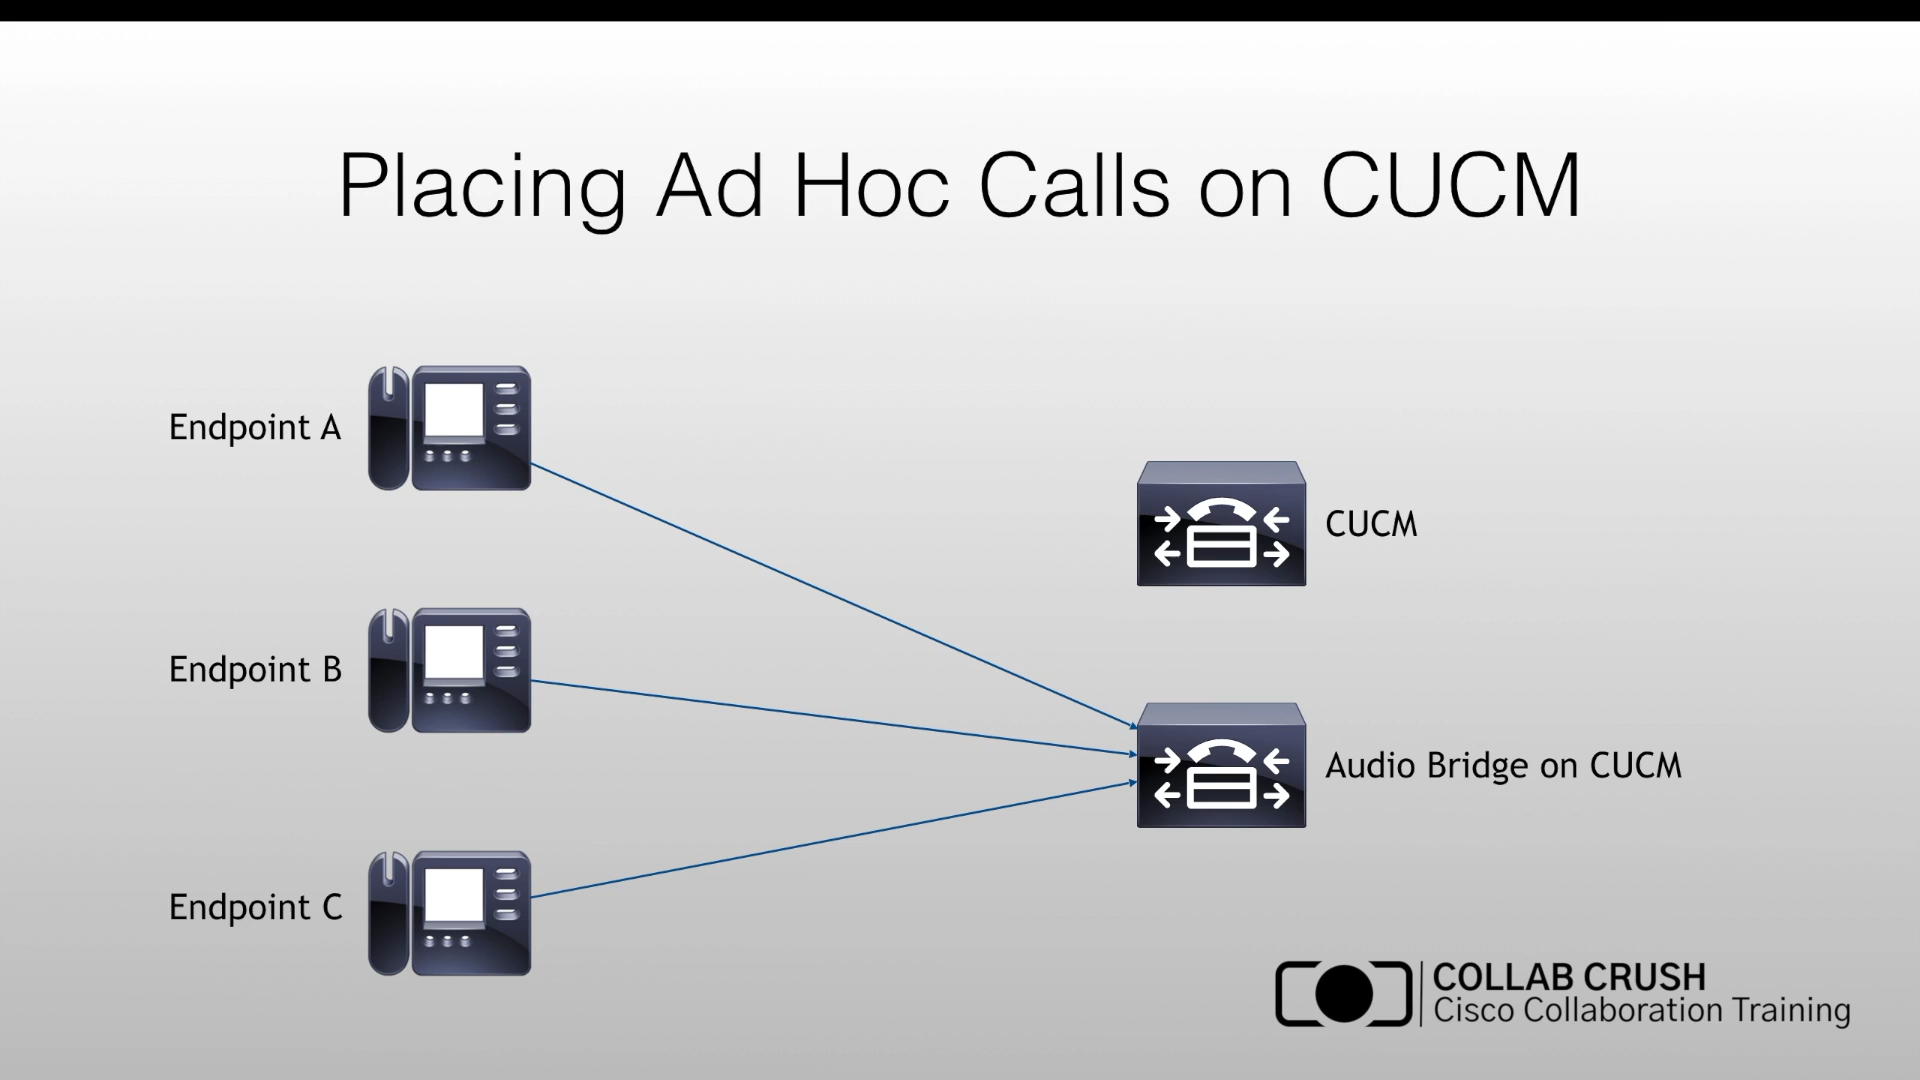 Placing Ad Hoc Calls on CUCM
Endpoint A
CUCM
Endpoint B
Audio Bridge on CUCM
Endpoint C
COLLAB CRUSH
Cisco Collaboration Training